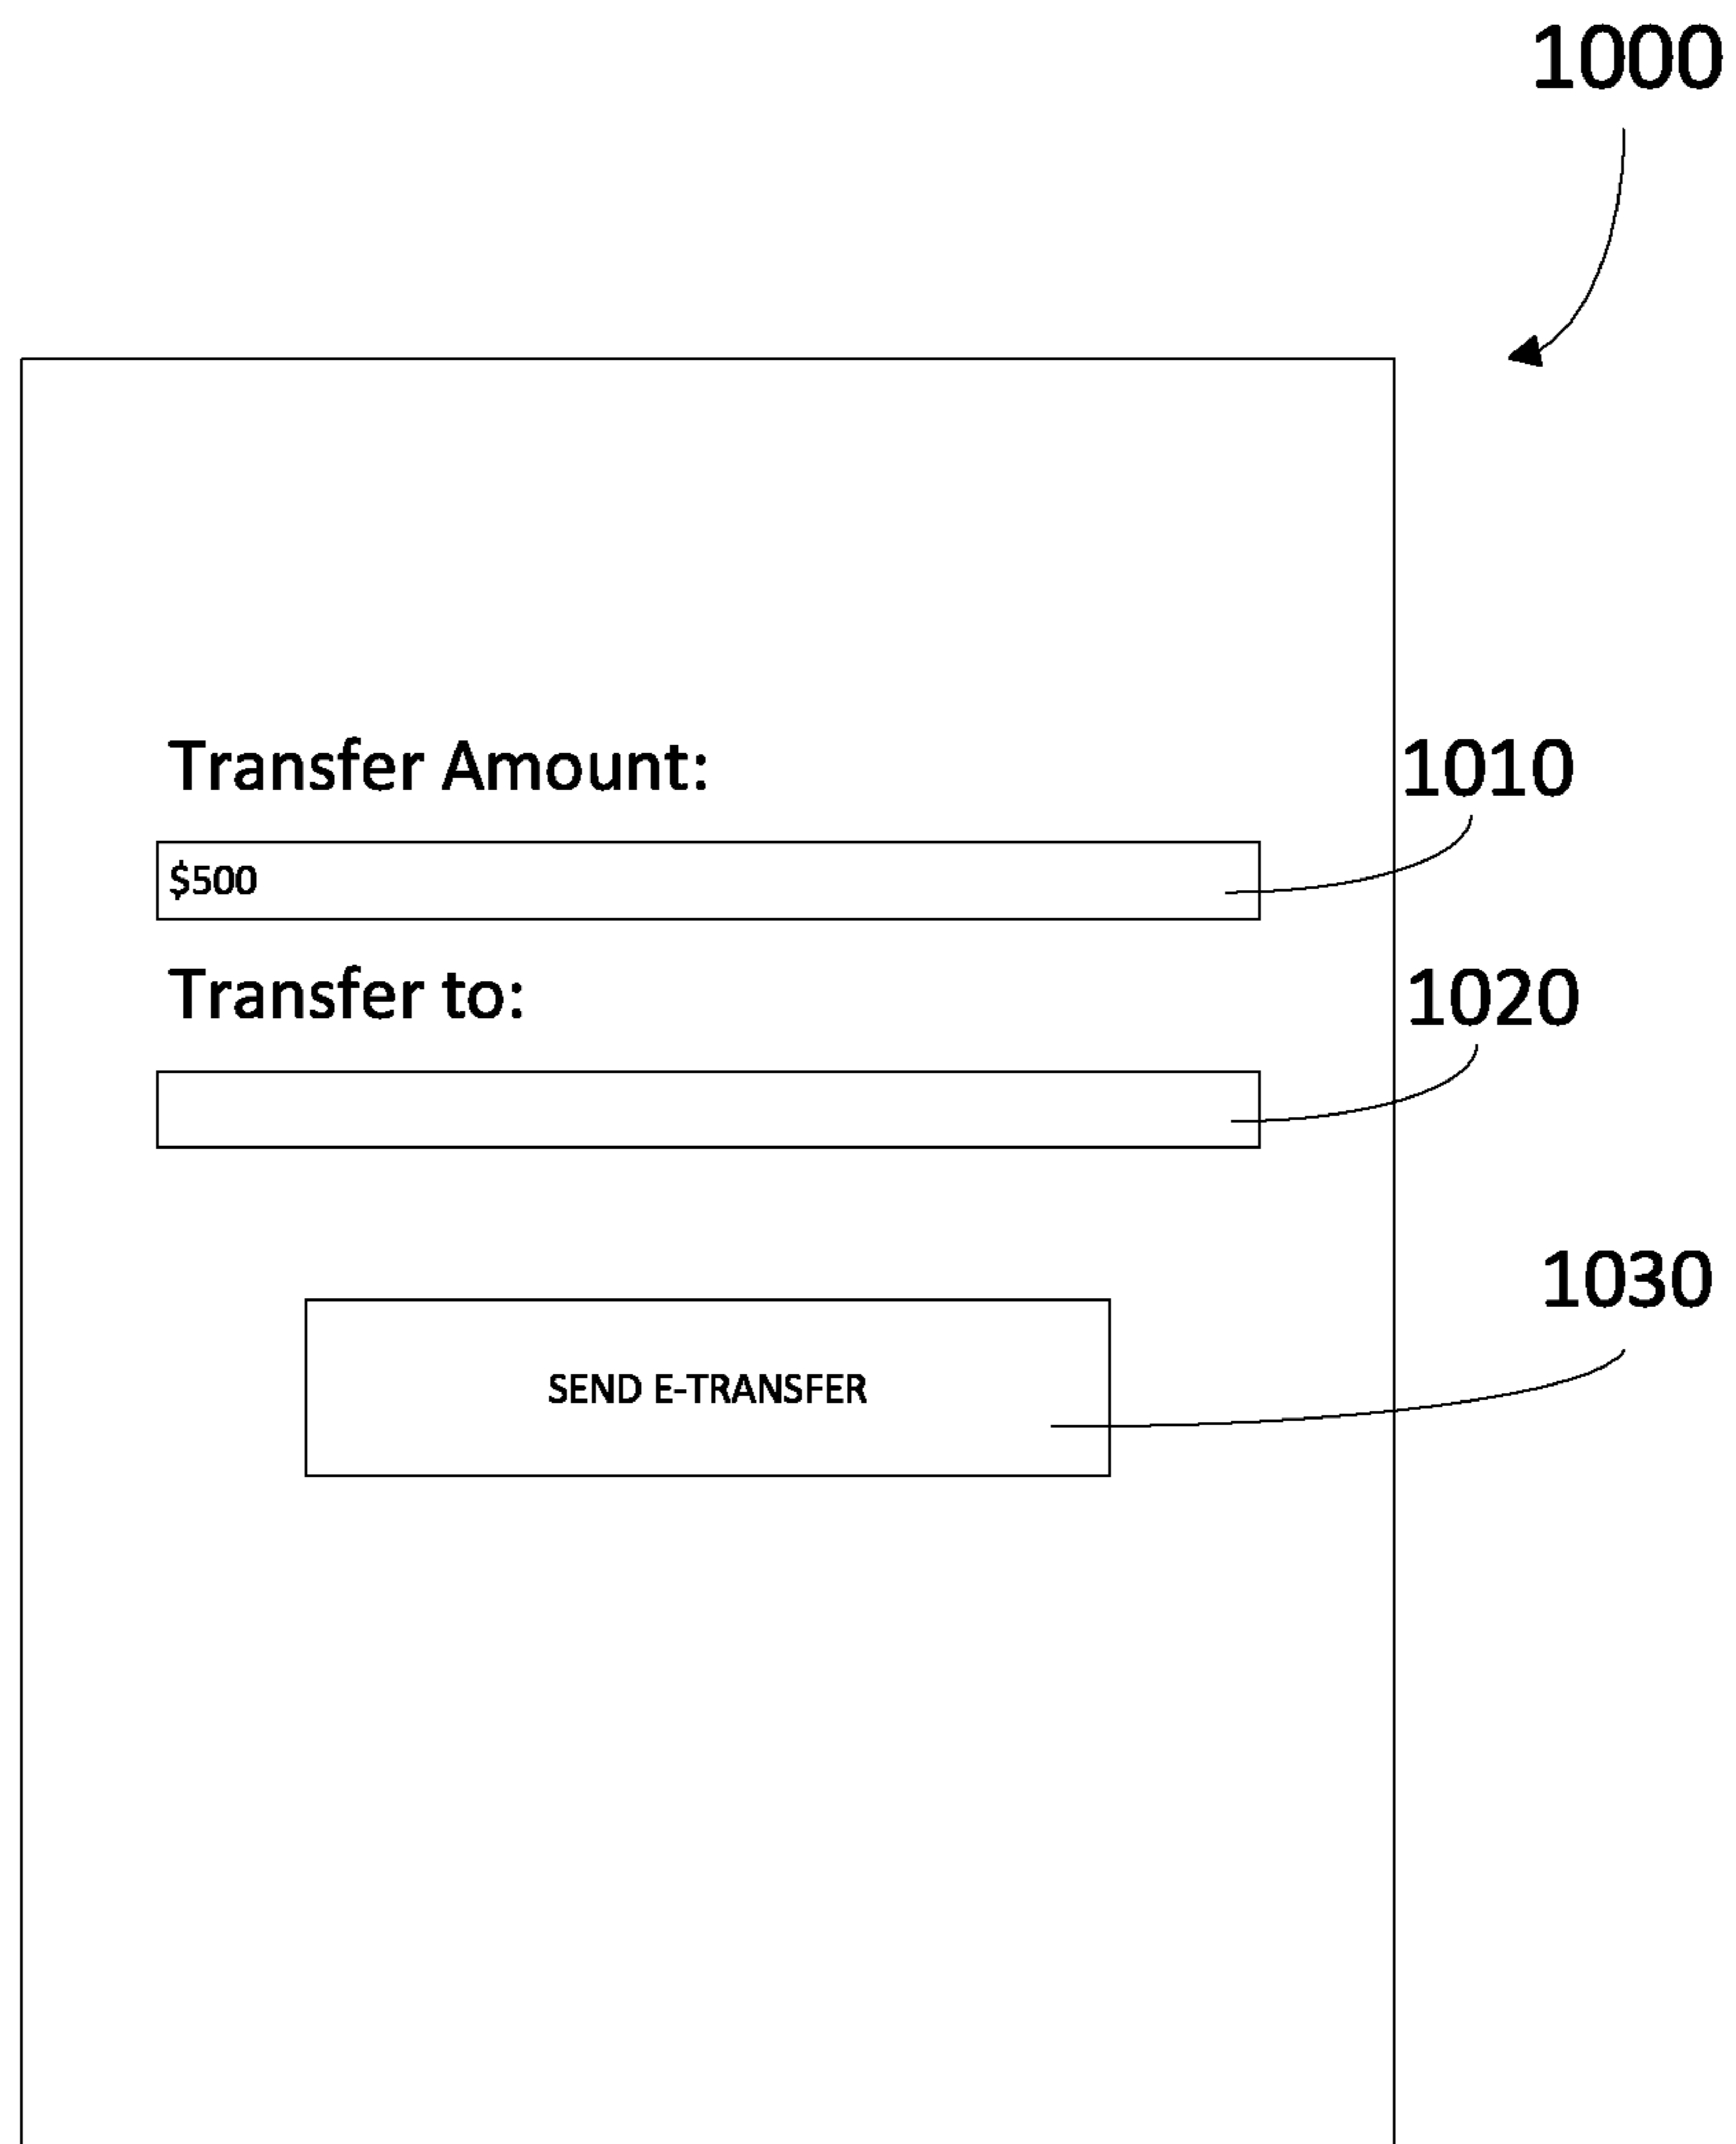 1000
Transfer Amount:
1010
$500
Transfer to:
1020
1030
SEND E-TRANSFER